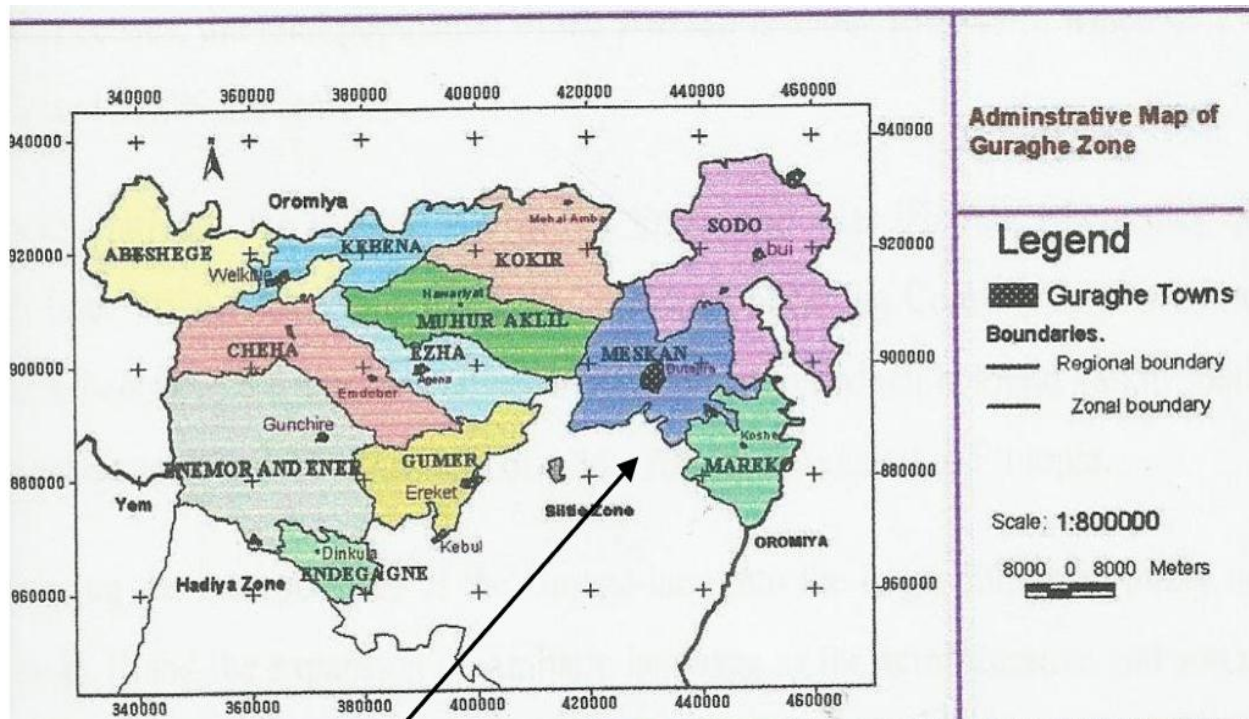 340000 360000 380000 400000 420000 440000 460000
940000 940000
Adminstrative Map of
Guraghe Zone
Oromiya
Mehal Amba
SODO
ABESHEGE
KEBENA
KOKIR
bui
920000 920000
Welkite
Hawariyat
MUHUR AKLIL
Legend
Guraghe Towns
Boundaries.
Regional boundary
Zonal boundary
CHEHA
EZHA
MESKAN
900000 900000
Agena
Butajira
Emdeber
Gunchire
Koshe
ENEMOR AND ENER
GUMER
MAREKO
880000 880000
Ereket
Yem
Siltie Zone
Scale: 1:800000
Kebul
OROMIYA
Dinkula
ENDEGAGNE
Hadiya Zone
8000 0 8000 Meters
860000 860000
340000 360000 380000 400000 420000 440000 460000